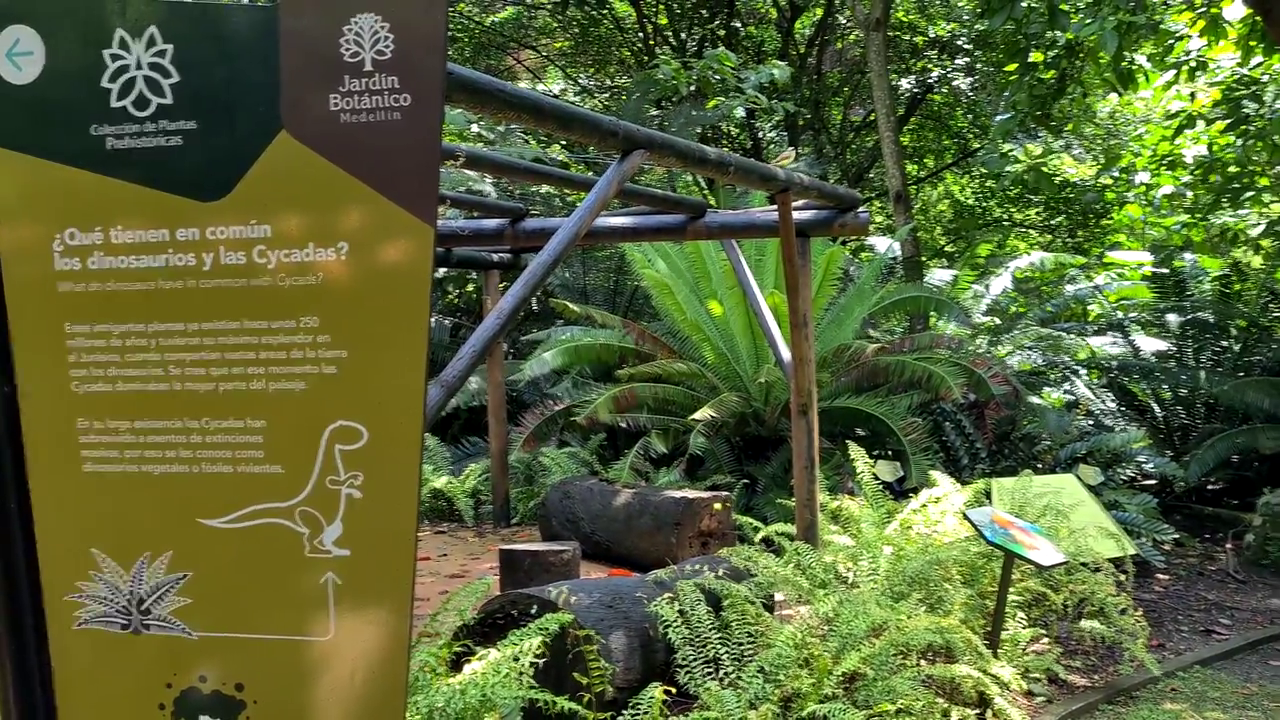 Colección de Plantas
Prehistóricas
Jardín
Botánico
Medellín
¿Qué tienen en común
los dinosaurios y las Cycadas?
What do dinosaurs have in common with Cycads?
Estas imigantes plantas ya existían hace unos 250
millones de años y tuvieron su máximo esplendor en
el Jurásico, cuando compartían vastas áreas de la tierra
con los dinosaurios. Se cree que en ese momento las
Cycadas dominaban la mayor parte del paisaje.
En su larga existencia las Cycadas han
sobrevivido a eventos de extinciones
masivas, por eso se les conoce como
dinosaurios vegetales o fósiles vivientes.